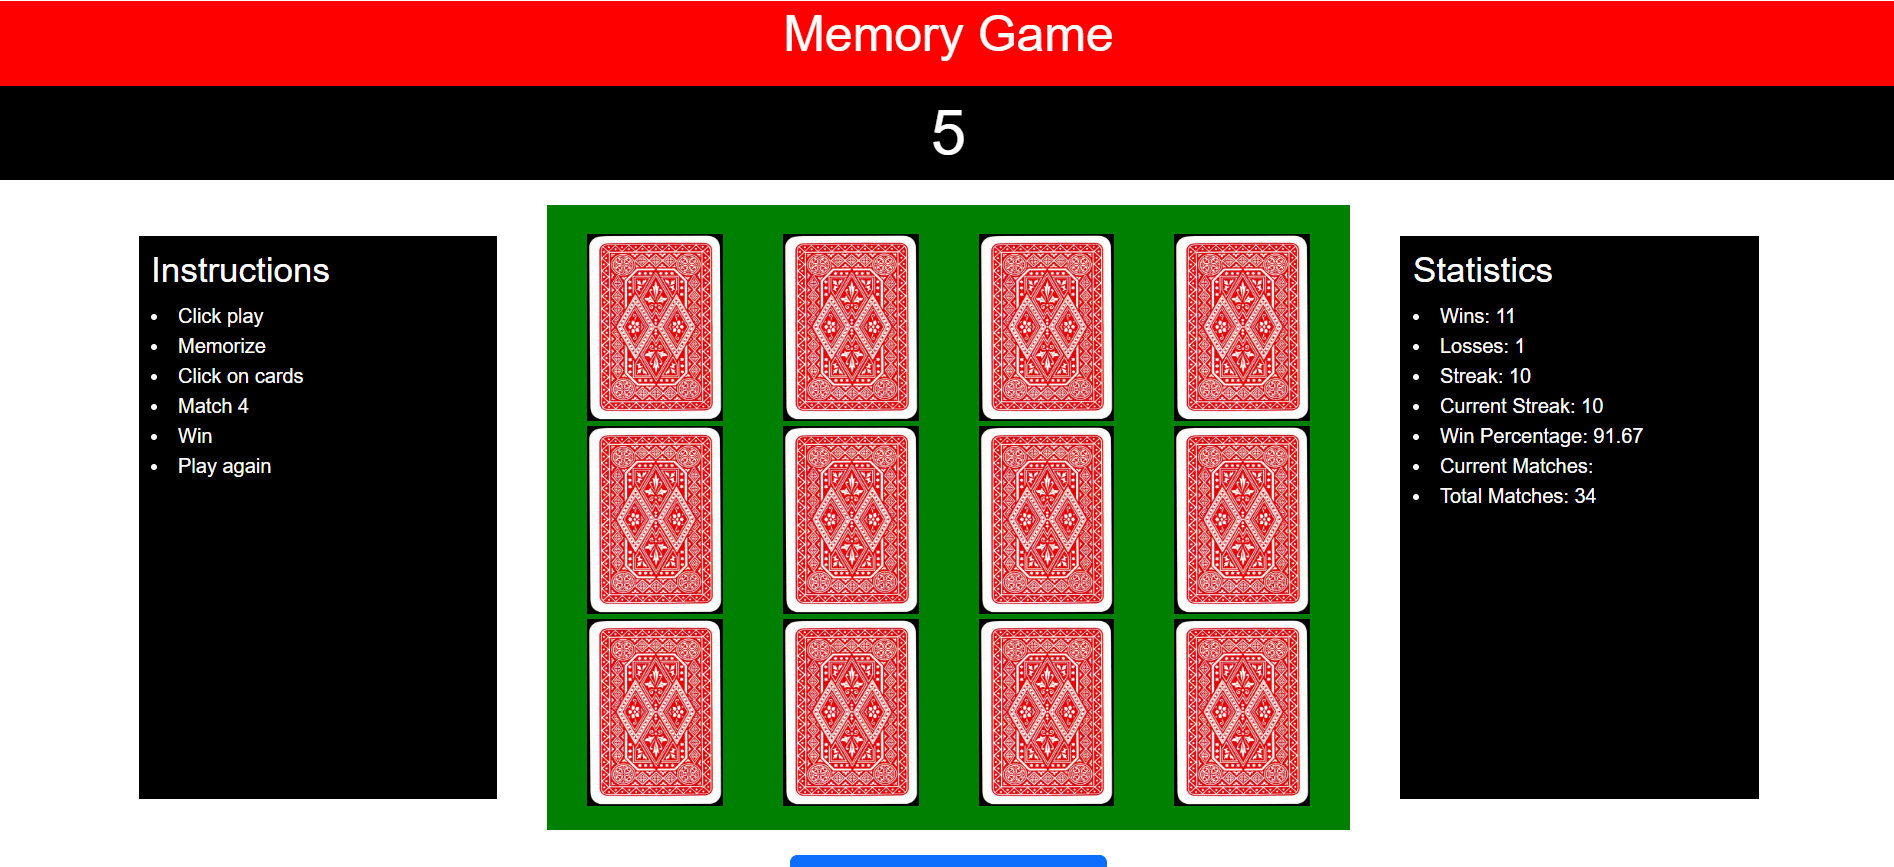 Memory Game
5
Instructions
Click play
Memorize
Click on cards
Match 4
Win
Play again
Statistics
Wins: 11
Losses: 1
Streak: 10
Current Streak: 10
Win Percentage: 91.67
Current Matches:
Total Matches: 34